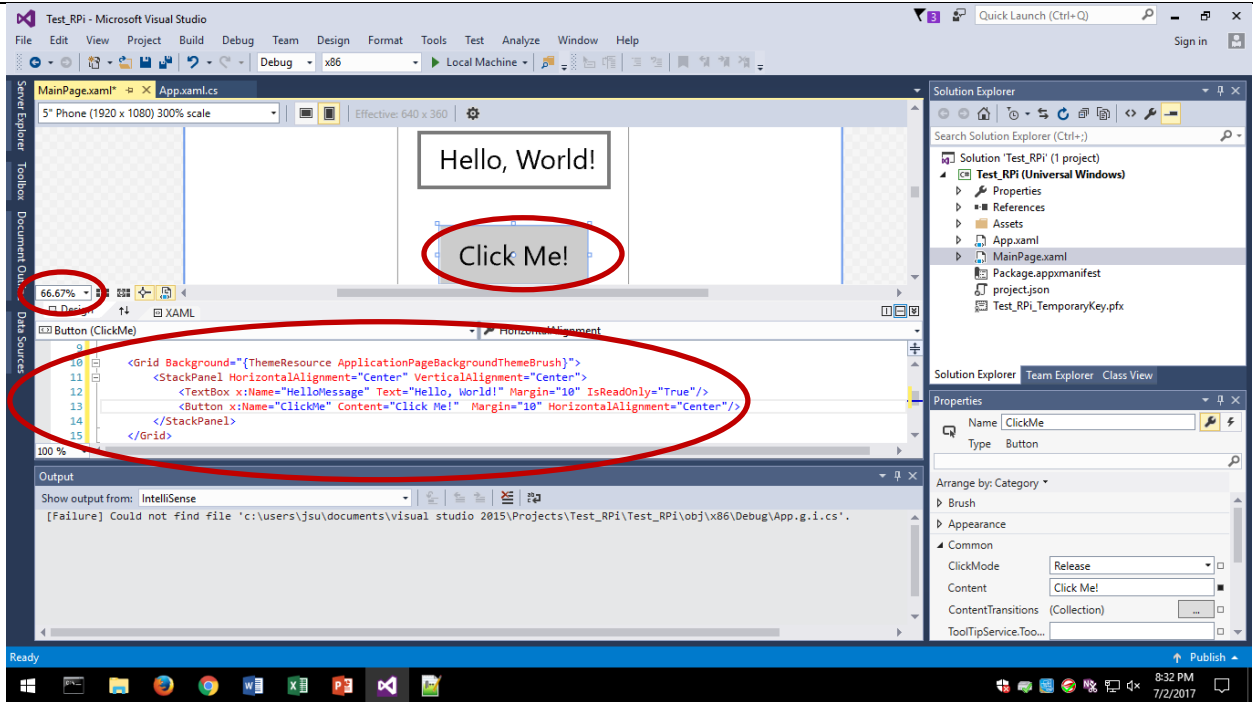 Test_RPi - Microsoft Visual Studio
3
Quick Launch (Ctrl+Q)
File Edit View Project Build Debug Team Design Format Tools Test Analyze Window Help
Sign in
Debug x86 Local Machine
Server Explorer
Toolbox
Data Sources
MainPage.xaml* App.xaml.cs
5" Phone (1920 x 1080) 300% scale
Effective: 640 x 360
Hello, World!
Click Me!
66.67%
Design XAML
Button (ClickMe)
HorizontalAlignment
9
10 <Grid Background="{ThemeResource ApplicationPageBackgroundThemeBrush}">
11 <StackPanel HorizontalAlignment="Center" VerticalAlignment="Center">
12 <TextBox x:Name="HelloMessage" Text="Hello, World!" Margin="10" IsReadOnly="True"/>
13 <Button x:Name="ClickMe" Content="Click Me!" Margin="10" HorizontalAlignment="Center"/>
14 </StackPanel>
15 </Grid>
100 %
Output
Show output from: IntelliSense
[Failure] Could not find file 'c:\users\jsu\documents\visual studio 2015\Projects\Test_RPi\Test_RPi\obj\x86\Debug\App.g.i.cs'.
Solution Explorer
Search Solution Explorer (Ctrl+;)
Solution 'Test_RPi' (1 project)
Test_RPi (Universal Windows)
Properties
References
Assets
App.xaml
MainPage.xaml
Package.appxmanifest
project.json
Test_RPi_TemporaryKey.pfx
Solution Explorer Team Explorer Class View
Properties
Name ClickMe
Type Button
Arrange by: Category
Brush
Appearance
Common
ClickMode Release
Content Click Me!
ContentTransitions (Collection) ...
ToolTipService.Too...
Ready
Publish
8:32 PM
7/2/2017